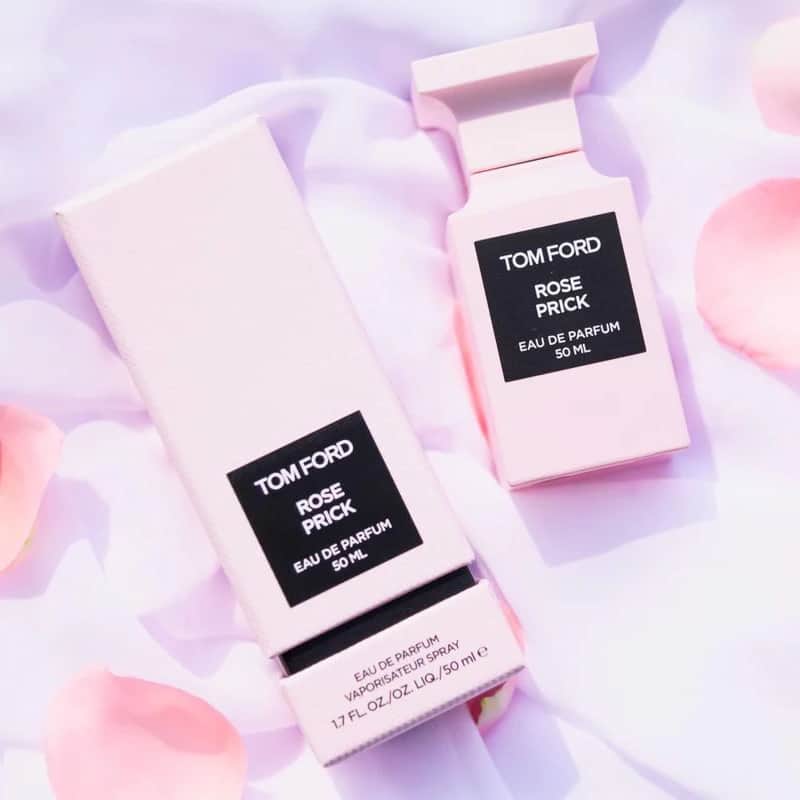 TOM FORD
ROSE
PRICK
EAU DE PARFUM
50 ML
TOM FORD
ROSE
PRICK
EAU DE PARFUM
50 ML
EAU DE PARFUM
VAPORISATEUR SPRAY
1.7 FL. OZ./OZ. LIQ./50 ml e